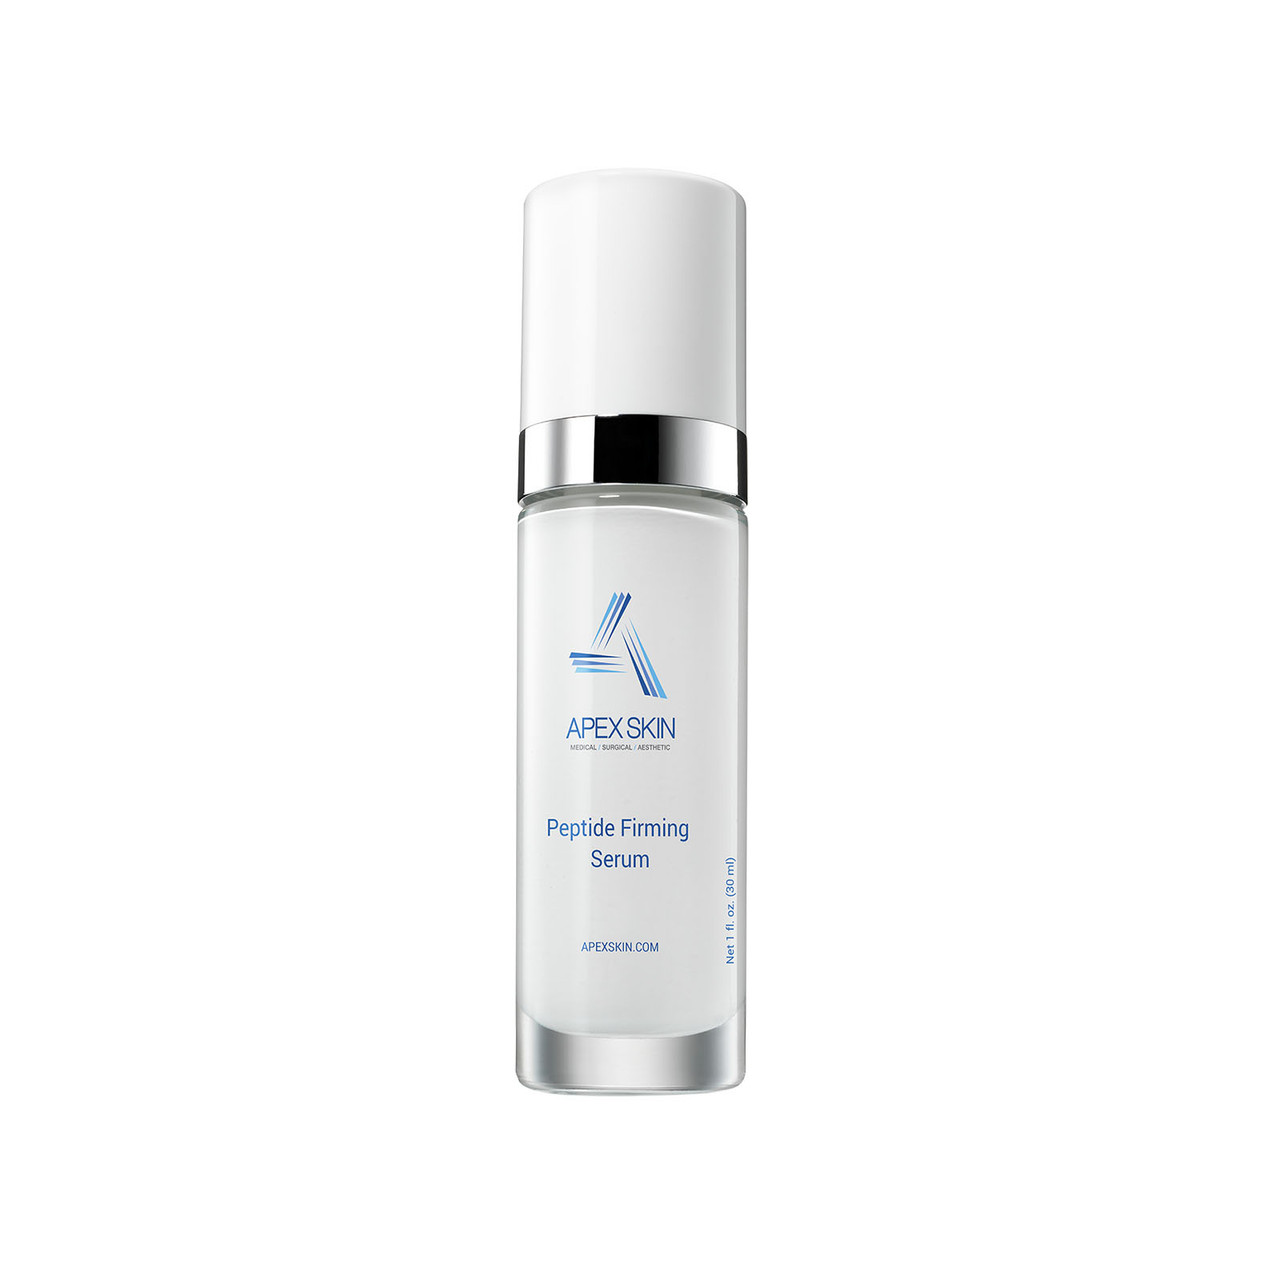 APEX SKIN
MEDICAL / SURGICAL / AESTHETIC
Peptide Firming
Serum
APEXSKIN.COM
Net 1 fl. oz. (30 ml)